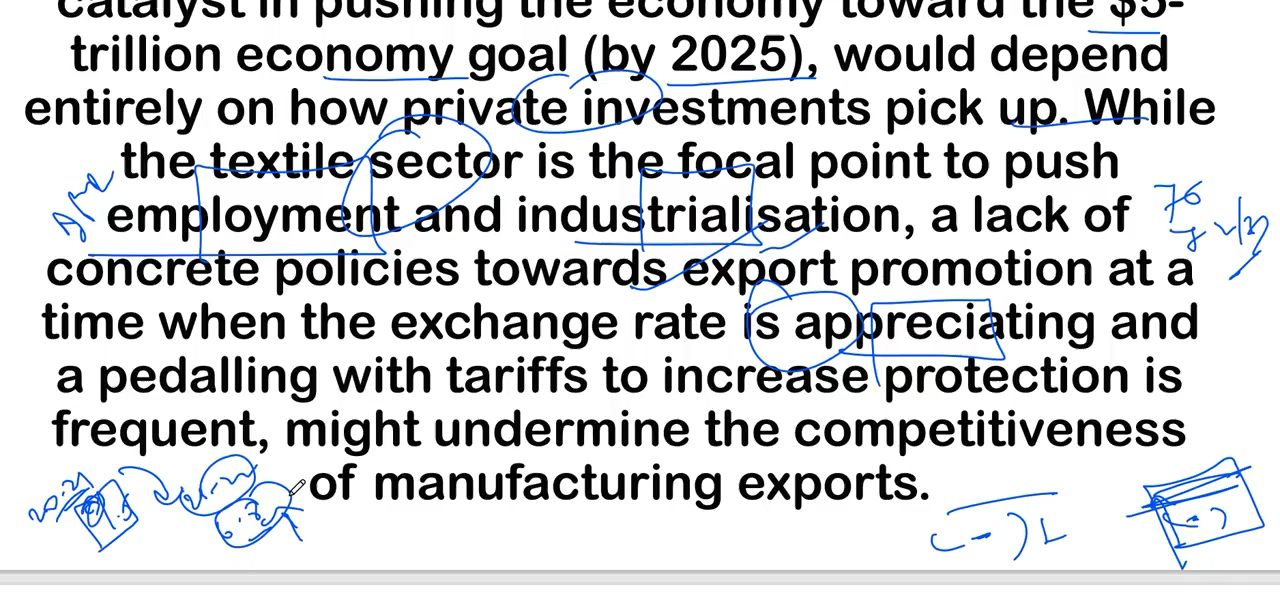 catalyst in pushing the economy toward the $5-
trillion economy goal (by 2025), would depend
entirely on how private investments pick up. While
the textile sector is the focal point to push
employment and industrialisation, a lack of
76
concrete policies towards export promotion at a
time when the exchange rate is appreciating and
a pedalling with tariffs to increase protection is
frequent, might undermine the competitiveness
of manufacturing exports.